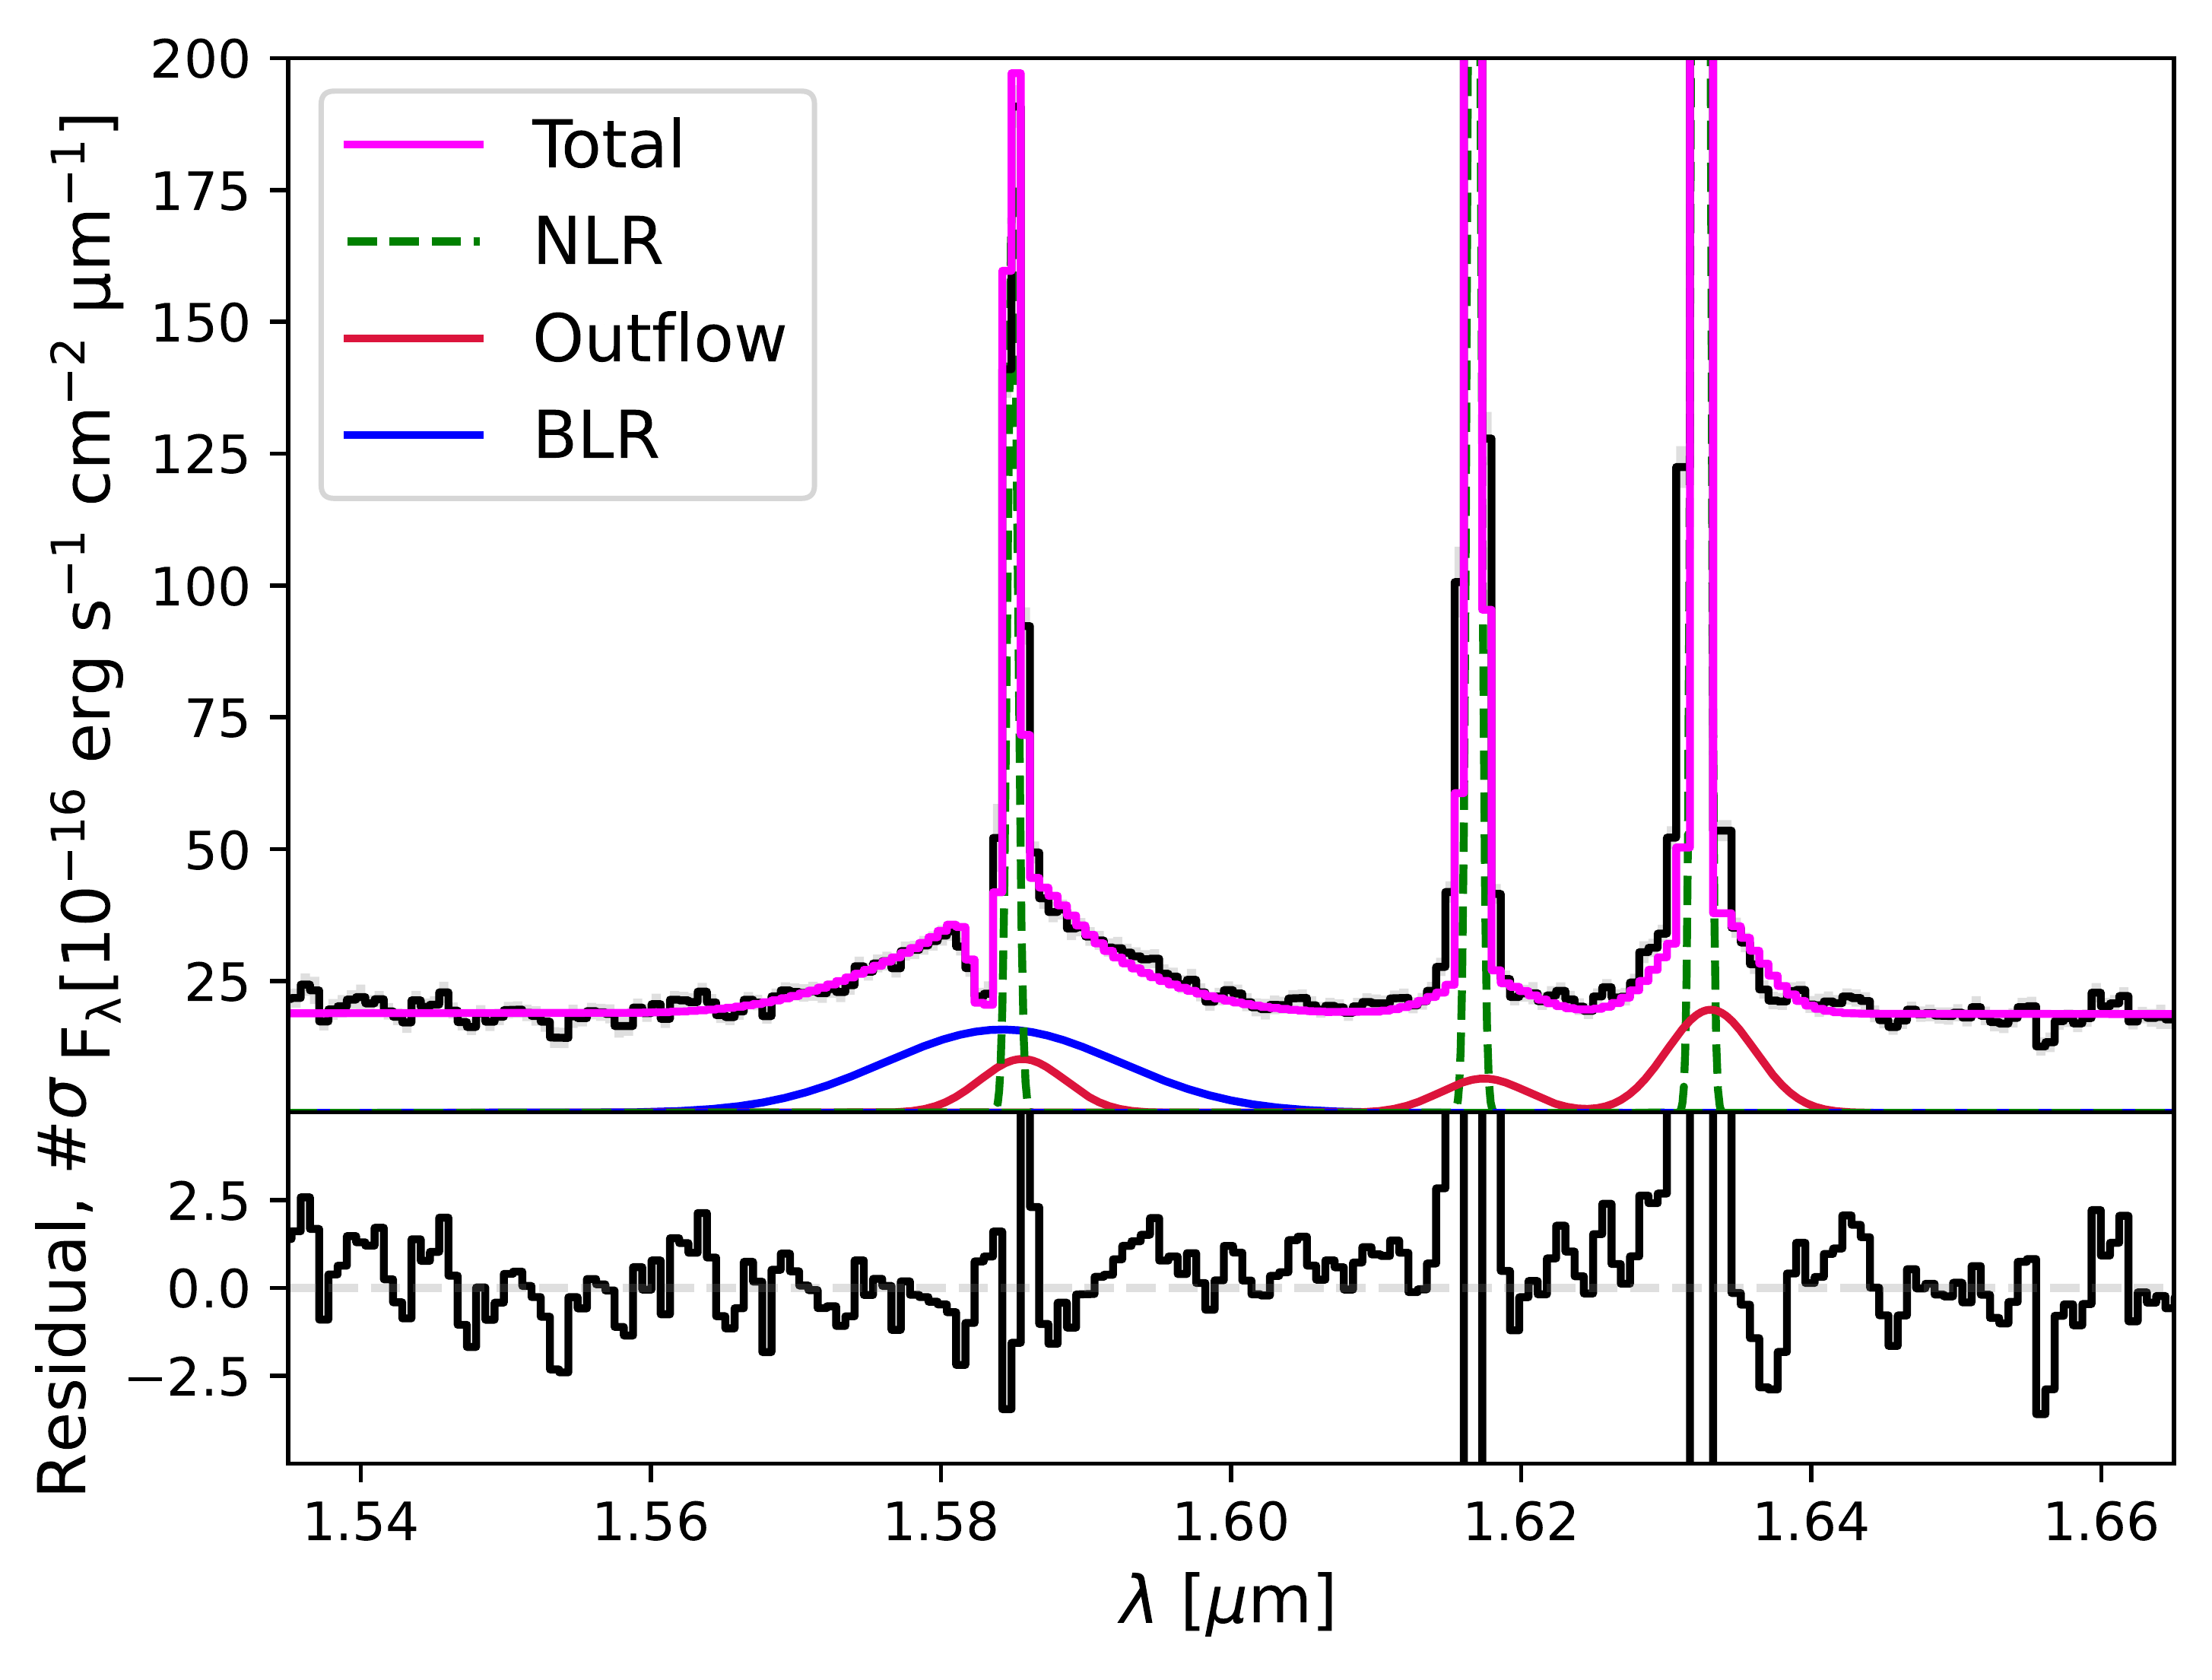 200
175
150
125
100
75
50
25
2.5
0.0
−2.5
F_λ[10⁻¹⁶ erg s⁻¹ cm⁻² μm⁻¹]
Residual, #σ
Total
NLR
Outflow
BLR
1.54 1.56 1.58 1.60 1.62 1.64 1.66
λ [μm]